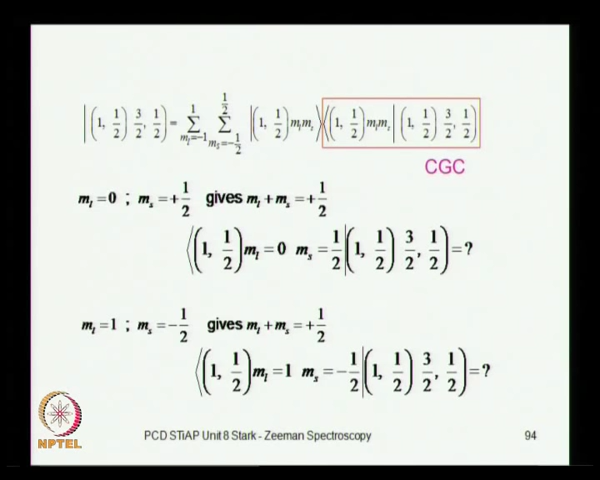 |(1, 1/2) 3/2, 1/2⟩ = Σ_{m_l=-1}^{1} Σ_{m_s=-1/2}^{1/2} |(1, 1/2) m_l m_s⟩⟨(1, 1/2) m_l m_s|(1, 1/2) 3/2, 1/2⟩
CGC
m_l = 0 ; m_s = +1/2 gives m_l + m_s = +1/2
⟨(1, 1/2) m_l = 0 m_s = 1/2|(1, 1/2) 3/2, 1/2⟩ = ?
m_l = 1 ; m_s = -1/2 gives m_l + m_s = +1/2
⟨(1, 1/2) m_l = 1 m_s = -1/2|(1, 1/2) 3/2, 1/2⟩ = ?
NPTEL
PCD STiAP Unit 8 Stark - Zeeman Spectroscopy 94